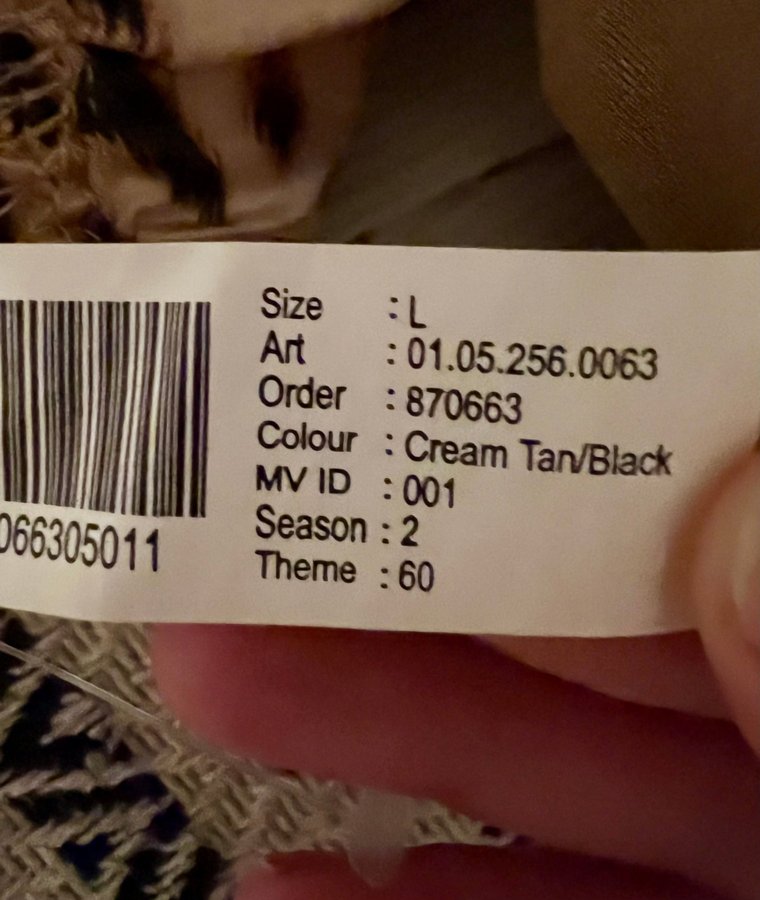 Size : L
Art : 01.05.256.0063
Order : 870663
Colour : Cream Tan/Black
MV ID : 001
Season : 2
Theme : 60
066305011